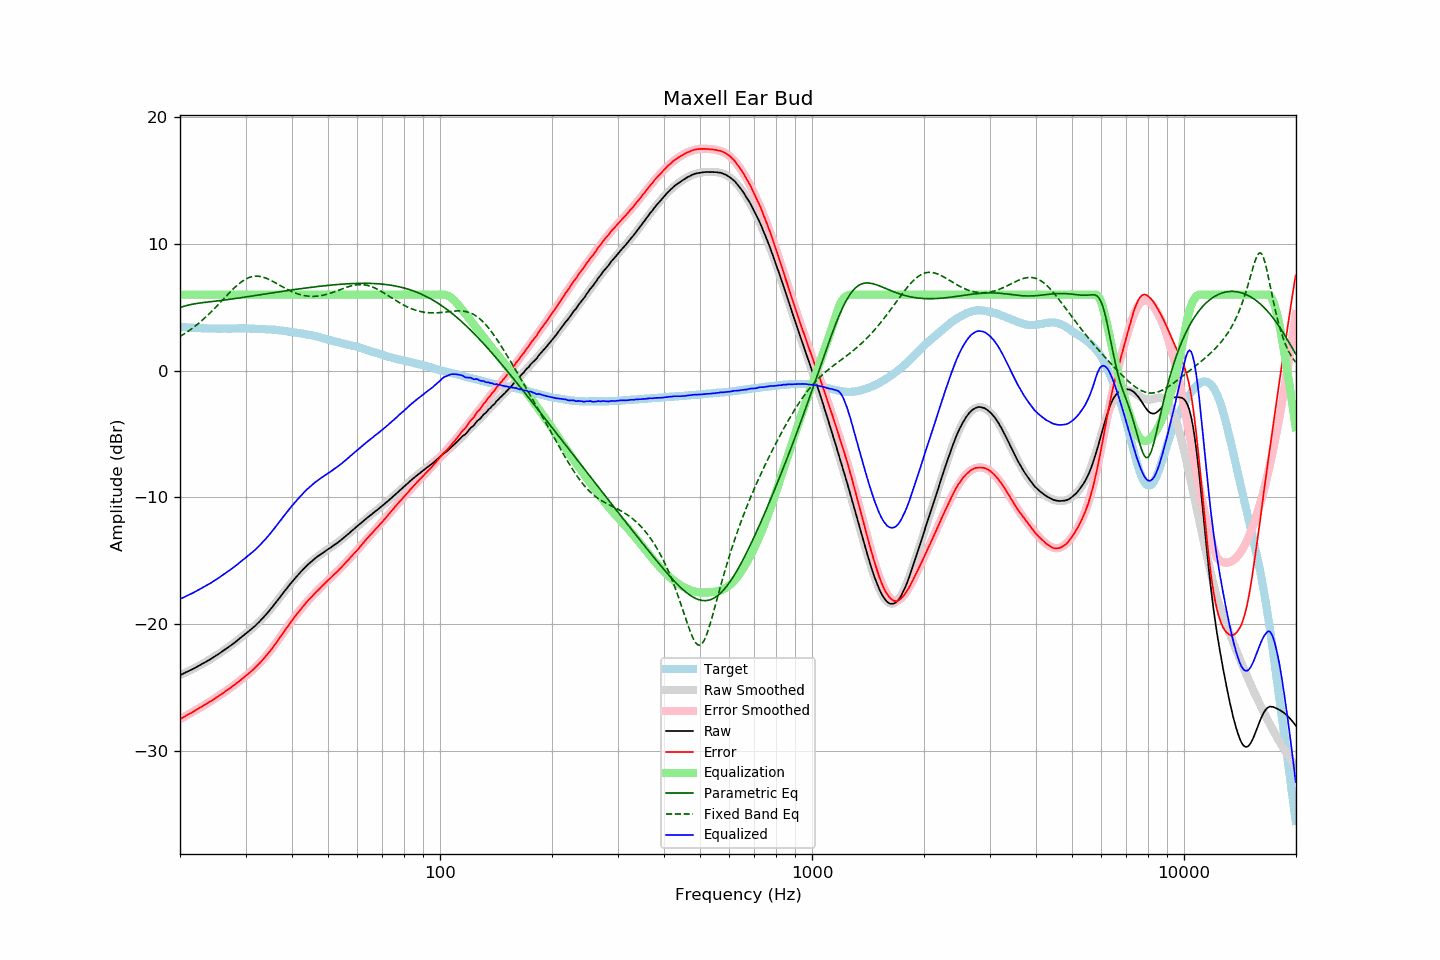 Maxell Ear Bud
20
10
0
−10
−20
−30
Amplitude (dBr)
Target
Raw Smoothed
Error Smoothed
Raw
Error
Equalization
Parametric Eq
Fixed Band Eq
Equalized
100 1000 10000
Frequency (Hz)